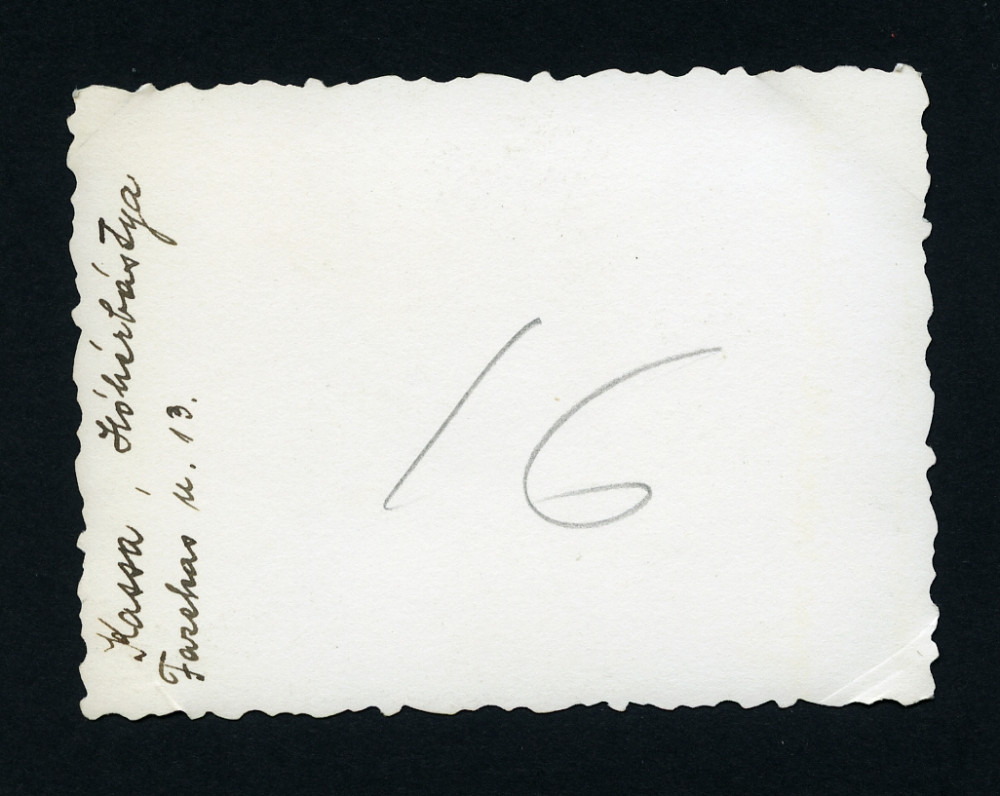 Kassa, Hóhérbástya
Farkas u. 13.
16